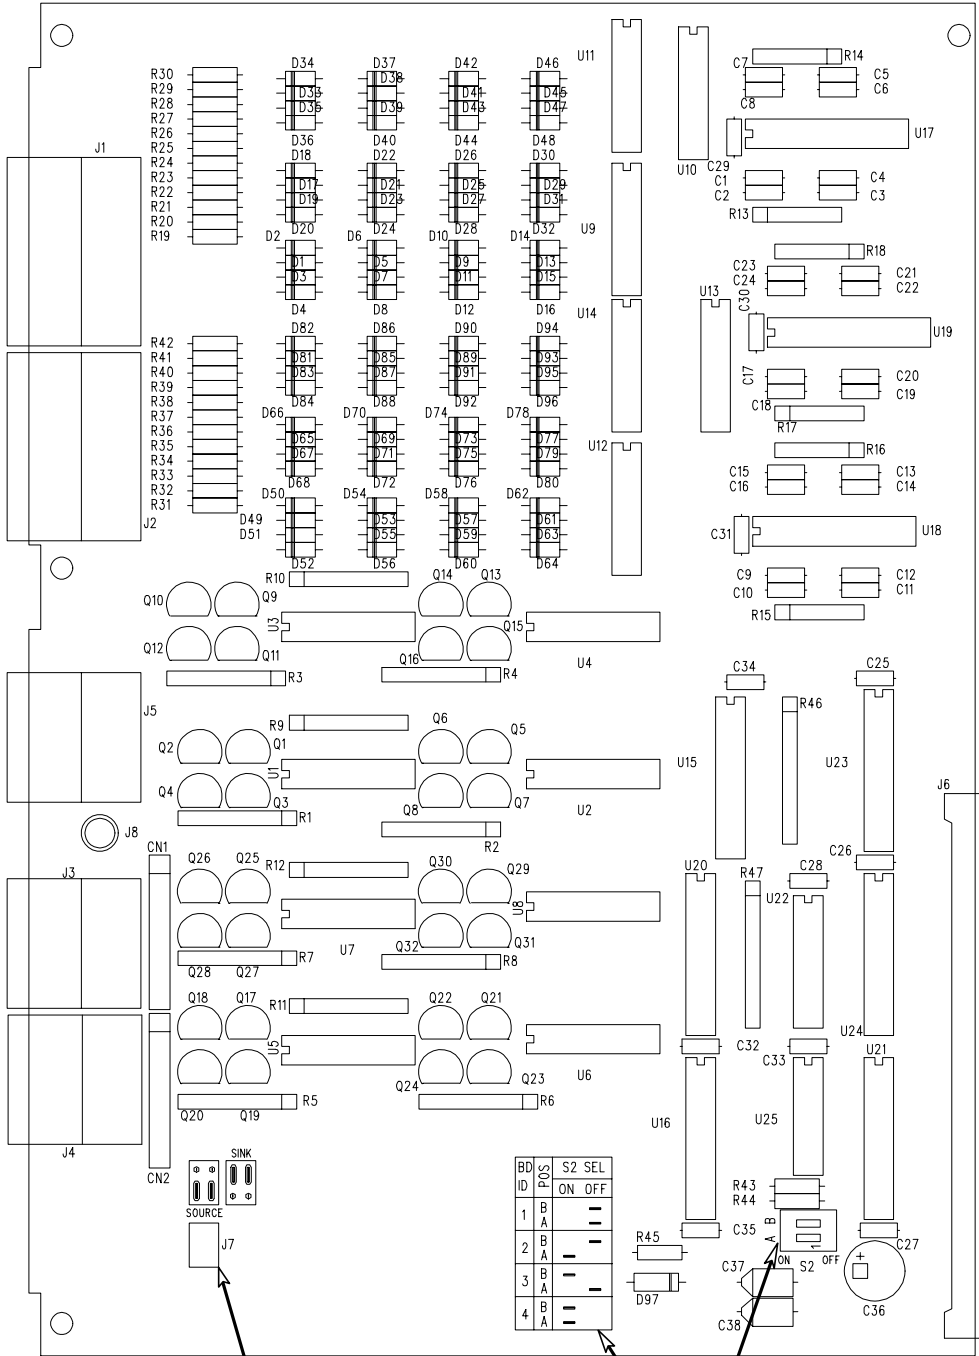 D34 D37 D42 D46 U11 C7 R14
R30 D38 C5
R29 D33 D41 D45 C6
R28 D35 D39 D43 D47 C8
R27
R26 U17
R25 D36 D40 D44 D48
J1 R24 D18 D22 D26 D30 C29 U10
R23 C1 C4
R22 D17 D21 D25 D29 C2 C3
R21 D19 D23 D27 D31
R20 R13
R19 D20 D24 D28 D32 U9
D2 D6 D10 D14 R18
D1 D5 D9 D13 C23 C21
D3 D7 D11 D15 C24 C22
U13 C30
D4 D8 D12 D16 U14
D82 D86 D90 D94 U19
R42
R41 D81 D85 D89 D93
R40 D83 D87 D91 D95 C17 C20
R39 C19
R38 D84 D88 D92 D96 C18
R37 D66 D70 D74 D78 R17
R36
R35 D65 D69 D73 D77 U12 R16
R34 D67 D71 D75 D79
R33 C15 C13
R32 D68 D72 D76 D80 C16 C14
R31 D50 D54 D58 D62
J2 D49 D53 D57 D61
D51 D55 D59 D63 C31 U18
D52 D56 D60 D64
R10 Q14 Q13 C9 C12
Q10 Q9 C10 C11
U3 Q15 R15
Q12 Q11 Q16 U4
R3 R4 C34 C25
J5 R9 Q6 Q5 R46
Q2 Q1 U15 U23
U1
Q4 Q3 Q8 Q7 U2 J6
R1
J8 R2
CN1 Q26 Q25 R12 Q30 Q29 C26
J3 U20 R47 C28
U22
U8
U7 Q32 Q31
R7 R8
Q28 Q27
Q18 Q17 R11 Q22 Q21
U24
U5 C32 C33 U21
Q24 Q23 U6
R5 R6
Q20 Q19 U16 U25
J4
CN2 SINK
SOURCE
J7
BD ID POS S2 SEL
ON OFF
1 B
A
2 B
A
3 B
A
4 B
A
R43
R44
C35 A B 1
R45 C27
ON OFF
C37 S2 +
D97
C38 C36